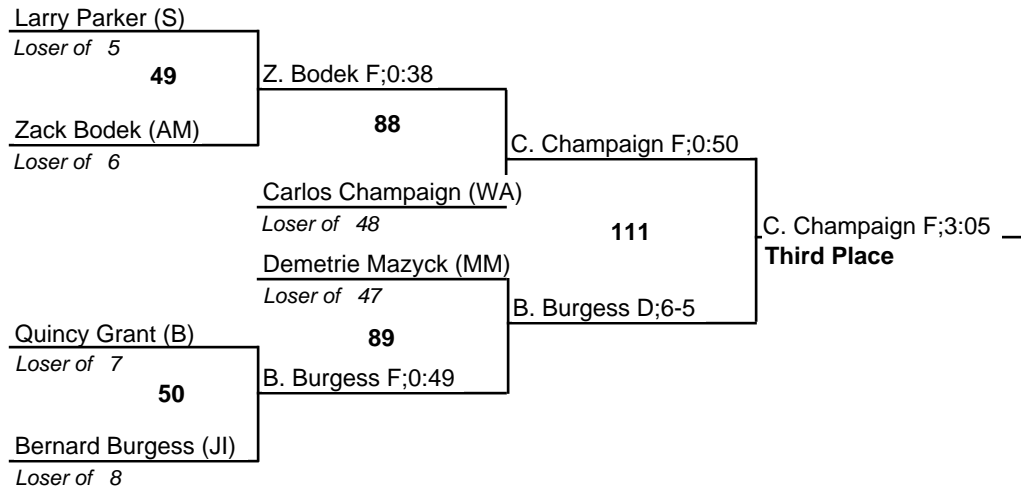 Larry Parker (S)
Loser of 5
49
Z. Bodek F;0:38
88
Zack Bodek (AM)
Loser of 6
C. Champaign F;0:50
Carlos Champaign (WA)
Loser of 48
111
C. Champaign F;3:05
Third Place
Demetrie Mazyck (MM)
Loser of 47
B. Burgess D;6-5
Quincy Grant (B)
Loser of 7
89
50
B. Burgess F;0:49
Bernard Burgess (JI)
Loser of 8